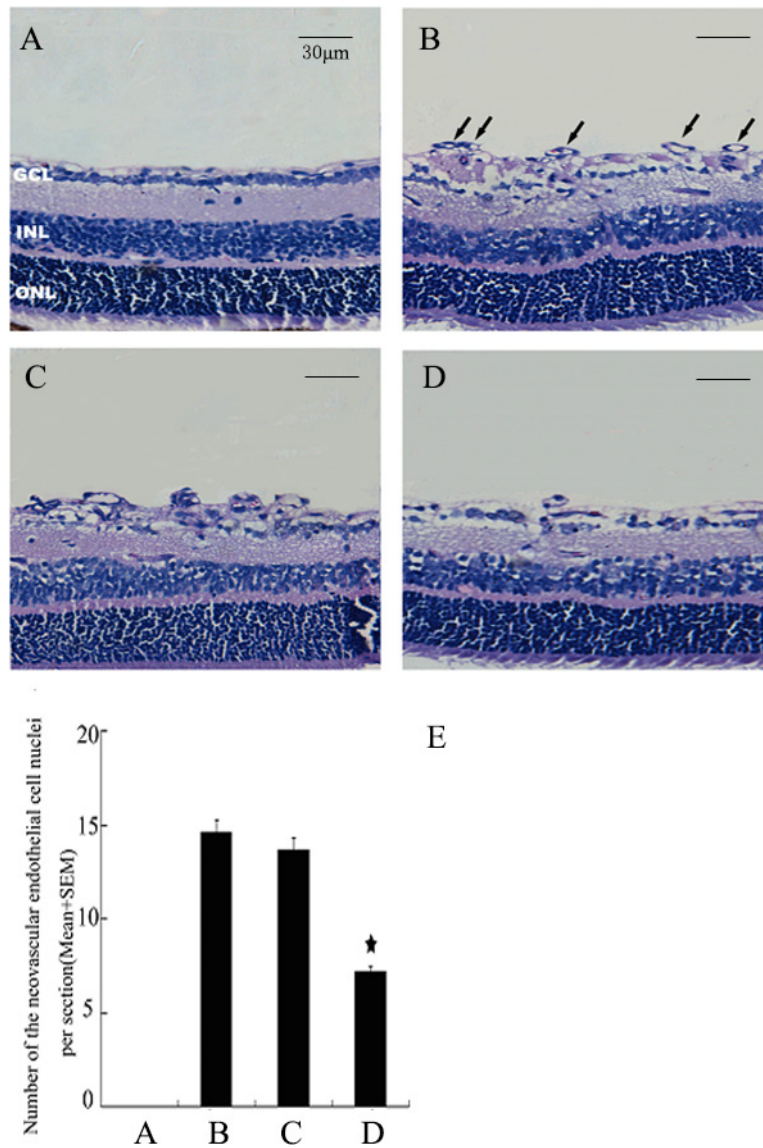 A
30μm
GCL
INL
ONL
B
C
D
E
Number of the ncovascular endothelial cell nuclei
per section(Mean+SEM)
20
15
10
5
0
A B C D